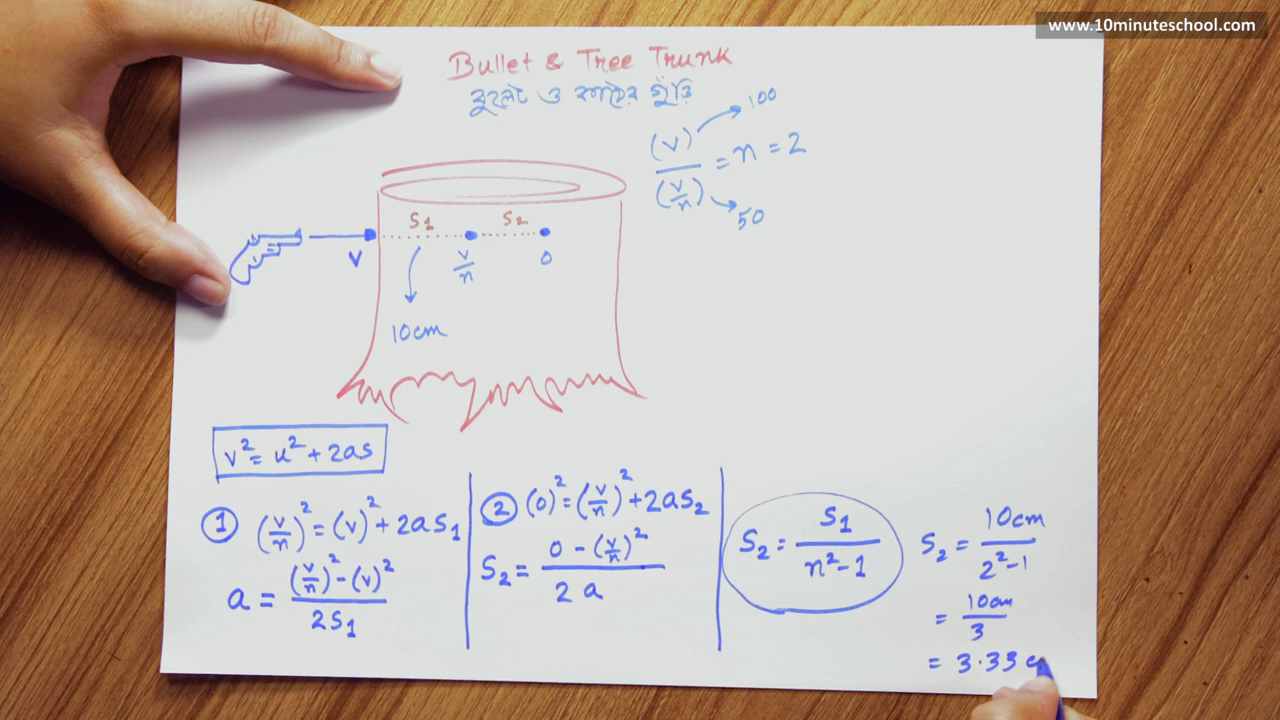 www.10minuteschool.com
Bullet & Tree Trunk
বুলেট ও কাঠের গুঁড়ি
(v) → 100
/ (v/n) → 50
= n = 2
S₁ S₂
v
v/n
0
10cm
v² = u² + 2as
① (v/n)² = (v)² + 2as₁
a = ((v/n)² - (v)²) / 2S₁
② (0)² = (v/n)² + 2as₂
S₂ = (0 - (v/n)²) / 2a
S₂ = S₁ / (n² - 1)
S₂ = 10cm / (2² - 1)
= 10cm / 3
= 3.33 c